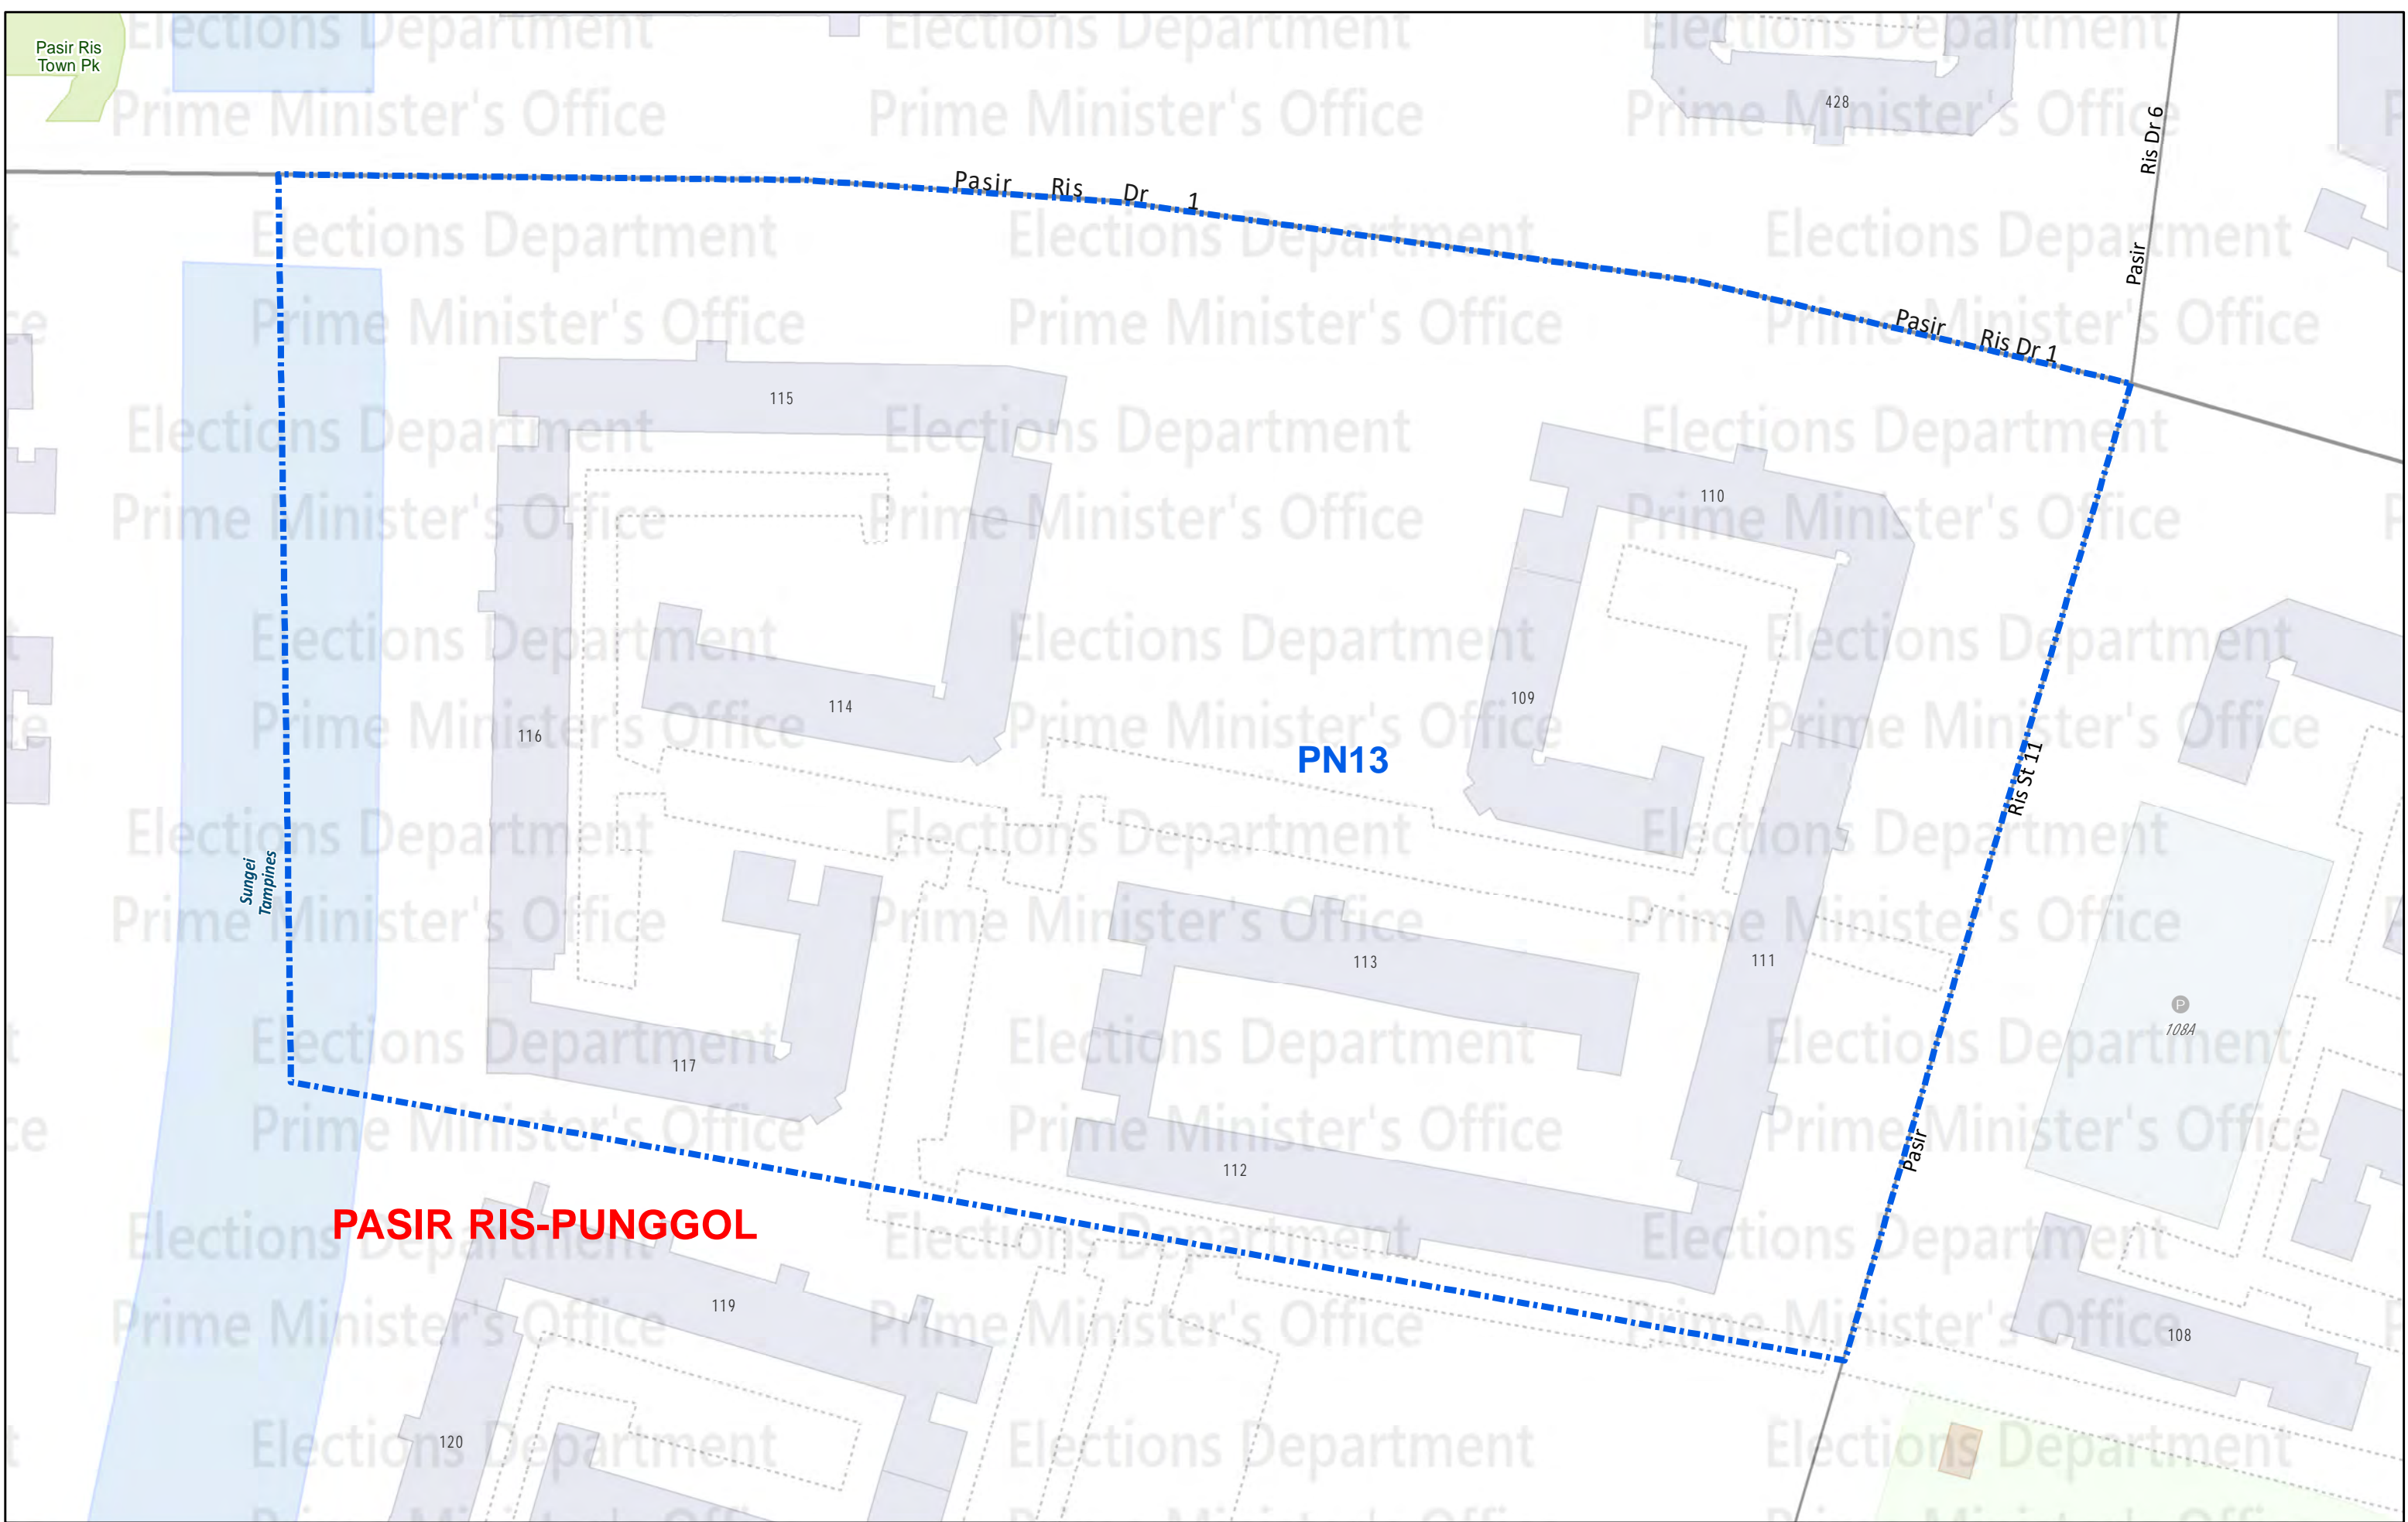 Pasir Ris
Town Pk
428
Pasir Ris Dr 6
Pasir Ris Dr 1
Pasir Ris Dr 1
115
110
116
114
109
PN13
Pasir Ris St 11
Sungei
Tampines
113
111
P
108A
117
112
PASIR RIS-PUNGGOL
119
108
120
Elections Department
Prime Minister's Office